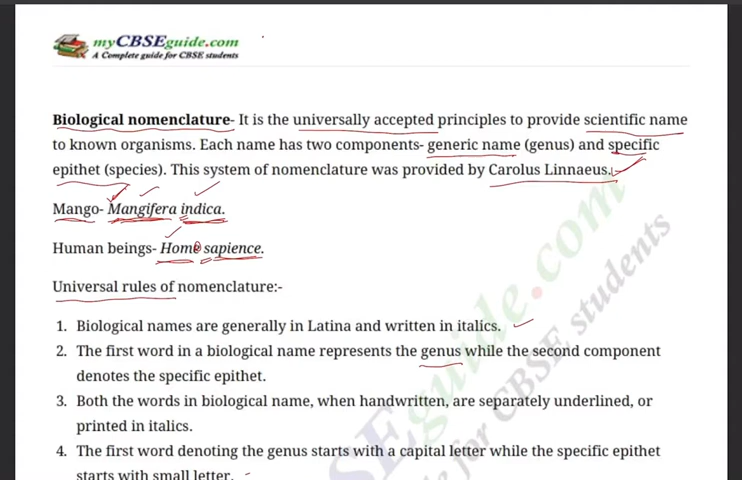 myCBSEguide.com
A Complete guide for CBSE students
Biological nomenclature- It is the universally accepted principles to provide scientific name
to known organisms. Each name has two components- generic name (genus) and specific
epithet (species). This system of nomenclature was provided by Carolus Linnaeus.
Mango- Mangifera indica.
Human beings- Home sapience.
Universal rules of nomenclature:-
1. Biological names are generally in Latina and written in italics.
2. The first word in a biological name represents the genus while the second component
denotes the specific epithet.
3. Both the words in biological name, when handwritten, are separately underlined, or
printed in italics.
4. The first word denoting the genus starts with a capital letter while the specific epithet
starts with small letter.